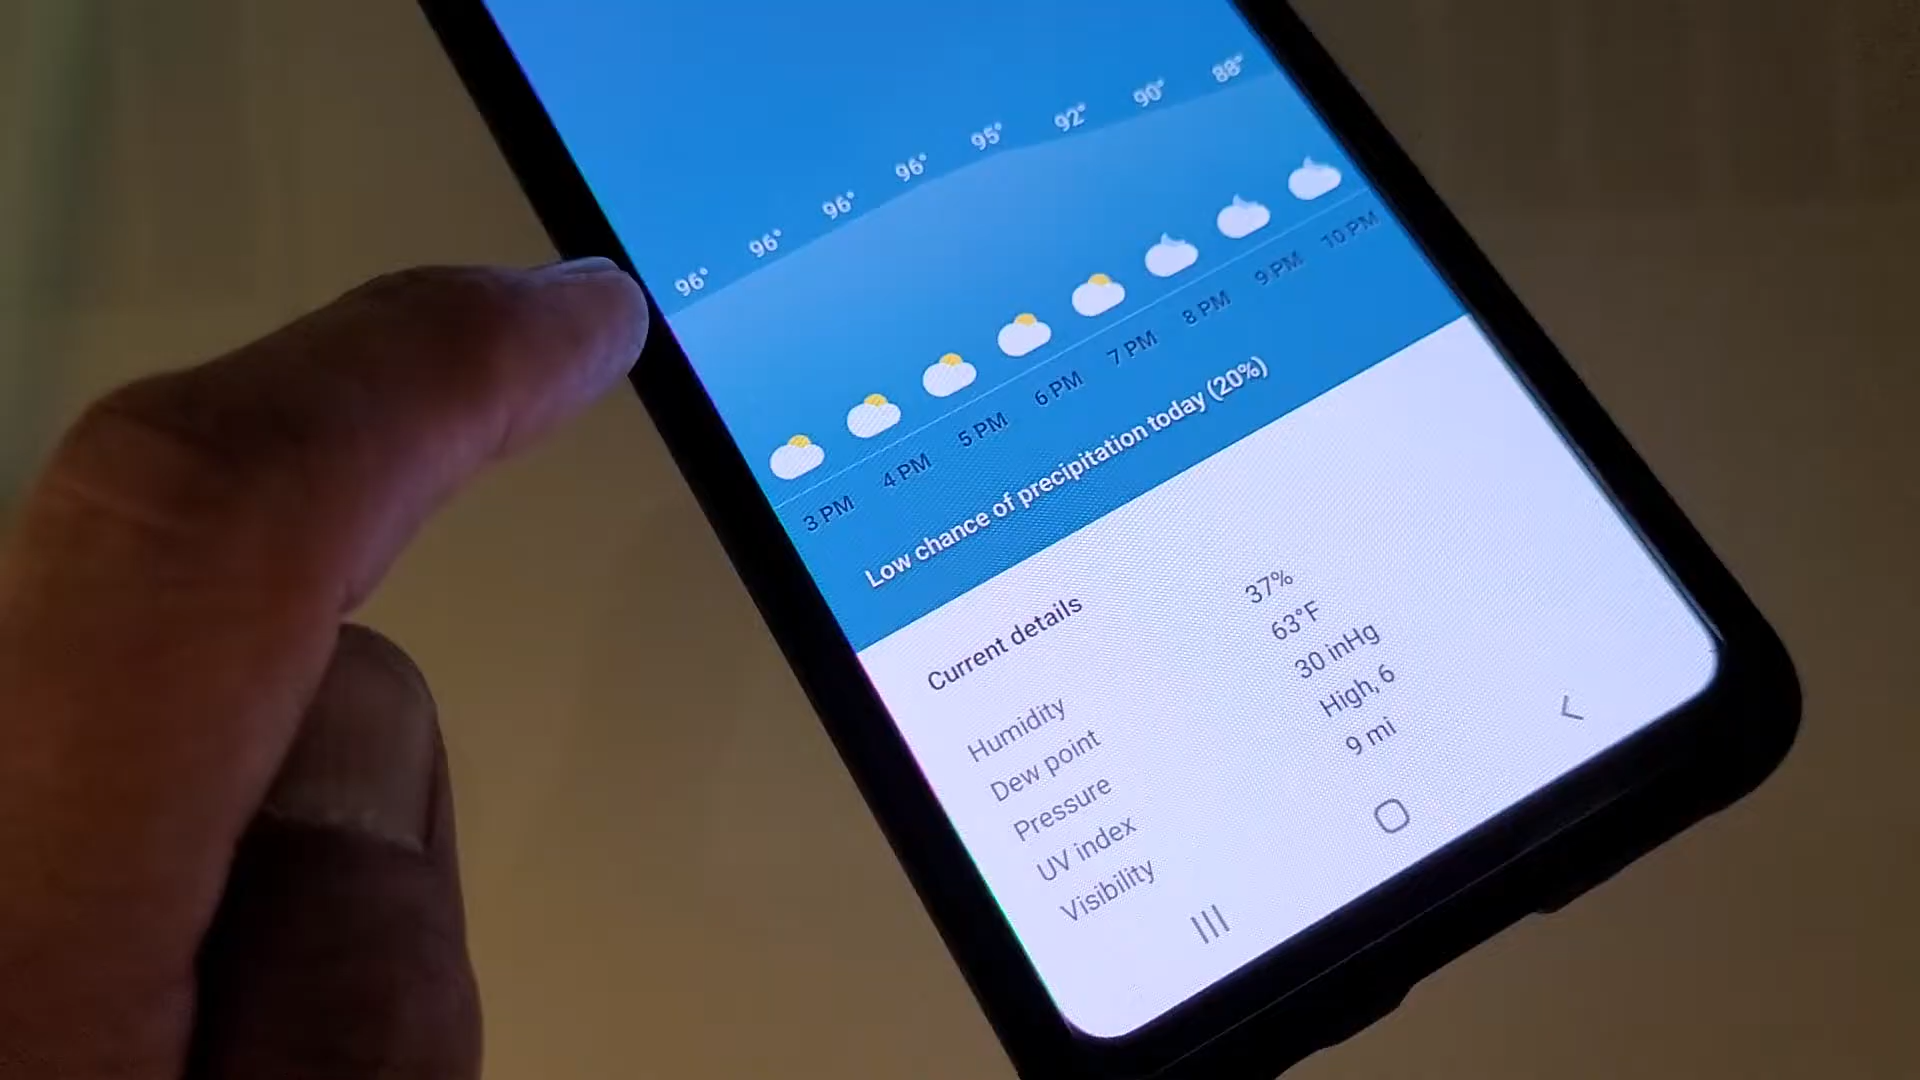 96° 96° 96° 96° 95° 92° 90° 88°
3 PM 4 PM 5 PM 6 PM 7 PM 8 PM 9 PM 10 PM
Low chance of precipitation today (20%)
Current details
Humidity 37%
Dew point 63°F
Pressure 30 inHg
UV index High, 6
Visibility 9 mi